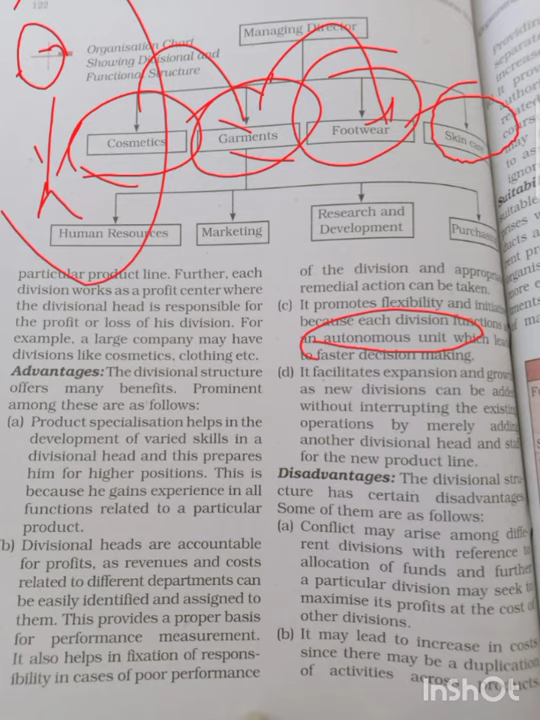 122
Organisation Chart
Showing Divisional and
Functional Structure
Managing Director
Cosmetics
Garments
Footwear
Skin care
Human Resources
Marketing
Research and
Development
particular product line. Further, each
division works as a profit center where
the divisional head is responsible for
the profit or loss of his division. For
example, a large company may have
divisions like cosmetics, clothing etc.
Advantages: The divisional structure
offers many benefits. Prominent
among these are as follows:
(a) Product specialisation helps in the
development of varied skills in a
divisional head and this prepares
him for higher positions. This is
because he gains experience in all
functions related to a particular
product.
b) Divisional heads are accountable
for profits, as revenues and costs
related to different departments can
be easily identified and assigned to
them. This provides a proper basis
for performance measurement.
It also helps in fixation of respons-
ibility in cases of poor performance
of the division and appropria
remedial action can be taken.
(c) It promotes flexibility and initia
because each division functions
an autonomous unit which lead
to faster decision making.
(d) It facilitates expansion and grow
as new divisions can be adde
without interrupting the existin
operations by merely addin
another divisional head and sta
for the new product line.
Disadvantages: The divisional stru
cture has certain disadvantages
Some of them are as follows:
(a) Conflict may arise among diffe
rent divisions with reference to
allocation of funds and further
a particular division may seek to
maximise its profits at the cost of
other divisions.
(b) It may lead to increase in costs
since there may be a duplication
of activities across products.
InShot